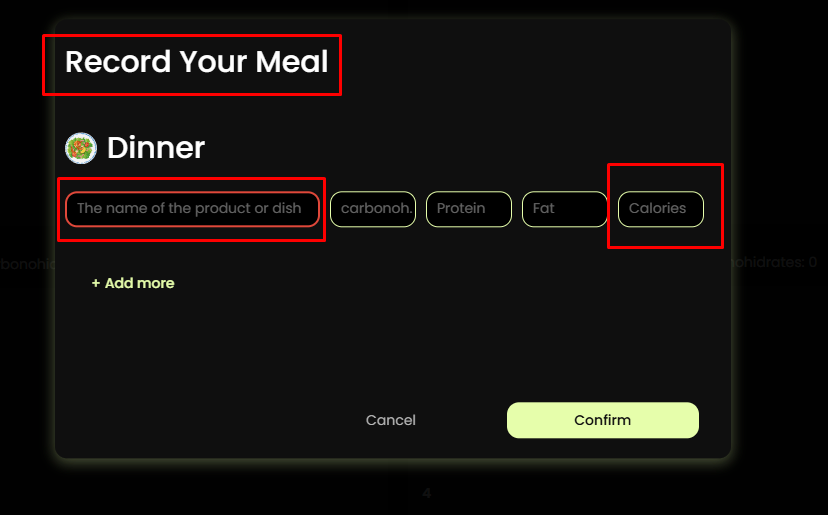 Record Your Meal
Dinner
The name of the product or dish
carbonoh.
Protein
Fat
Calories
bonohid
nohidrates: 0
+ Add more
Cancel
Confirm
4